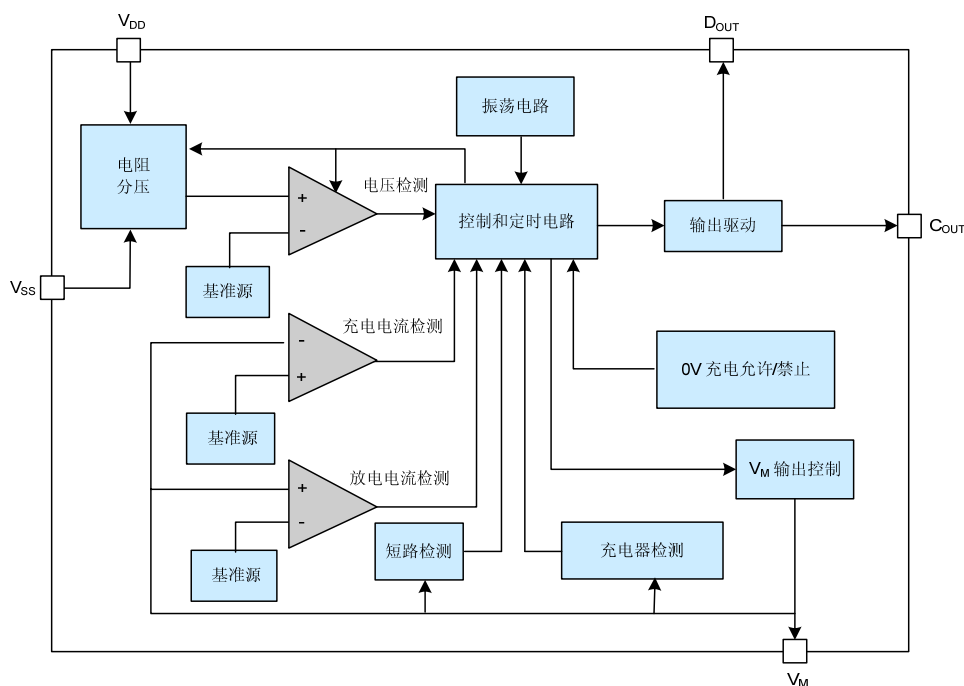 VDD
DOUT
振荡电路
电阻
分压
电压检测
+
-
控制和定时电路
输出驱动
COUT
VSS
基准源
充电电流检测
-
+
0V 充电允许/禁止
基准源
VM 输出控制
放电电流检测
+
-
短路检测
充电器检测
基准源
VM